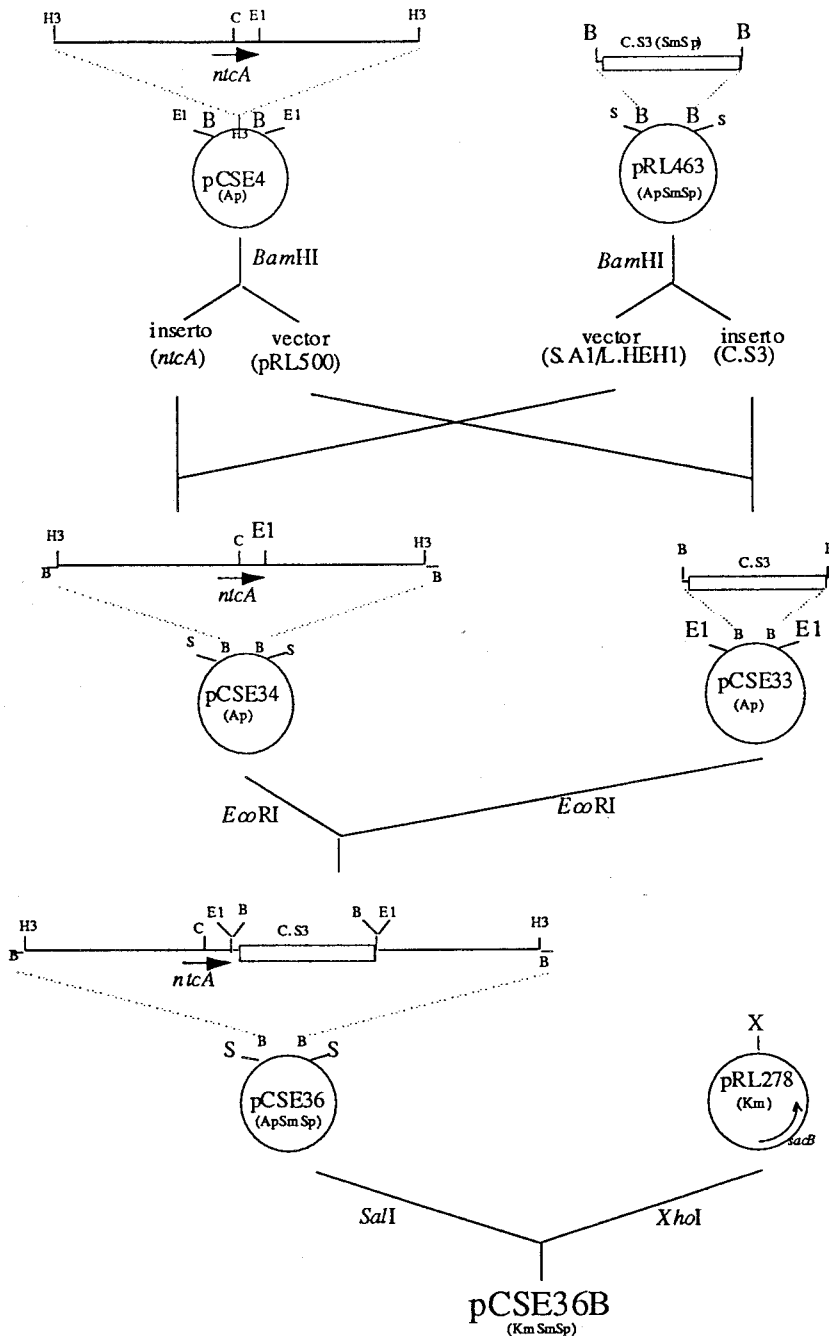 H3 C E1 H3
ntcA
E1 B H3 B E1
pCSE4
(Ap)
BamHI
inserto
(ntcA)
vector
(pRL500)
B C.S3(SmSp) B
S B B S
pRL463
(ApSmSp)
BamHI
vector
(S.A1/L.HEH1)
inserto
(C.S3)
H3 C E1 H3
B B
ntcA
S B B S
pCSE34
(Ap)
EcoRI
B C.S3
E1 B B E1
pCSE33
(Ap)
EcoRI
H3 C E1 B C.S3 B E1 H3
B B
ntcA
B B
S S
pCSE36
(ApSmSp)
SalI
X
pRL278
(Km)
sacB
XhoI
pCSE36B
(KmSmSp)